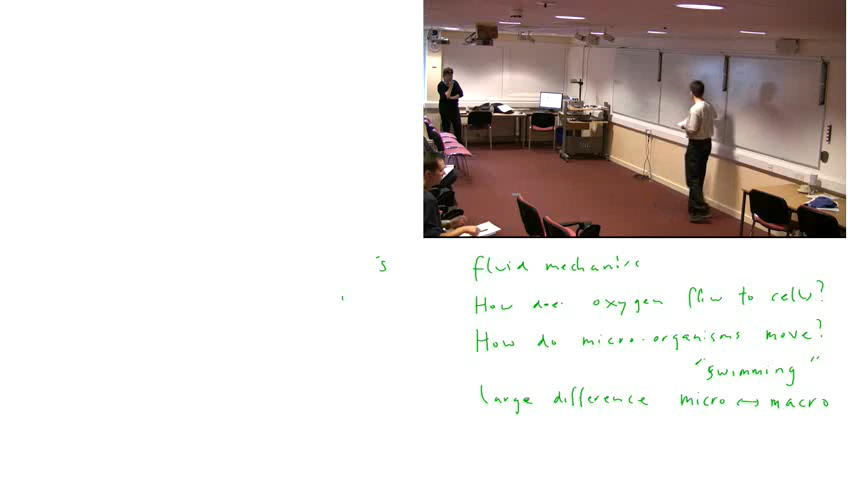 's fluid mechanics
How does oxygen flow to cells?
How do micro-organisms move?
"swimming"
large difference micro ↔ macro